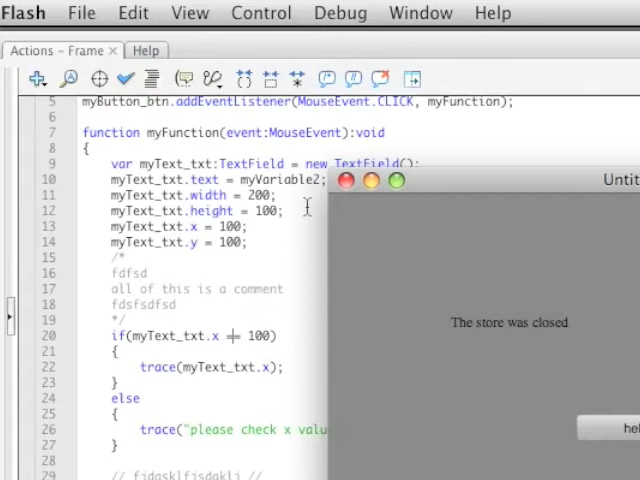 Flash File Edit View Control Debug Window Help
Actions - Frame Help
5 myButton_btn.addEventListener(MouseEvent.CLICK, myFunction);
6
7 function myFunction(event:MouseEvent):void
8 {
9 var myText_txt:TextField = new TextField();
10 myText_txt.text = myVariable2;
11 myText_txt.width = 200;
12 myText_txt.height = 100;
13 myText_txt.x = 100;
14 myText_txt.y = 100;
15 /*
16 fdfsd
17 all of this is a comment
18 fdsfsdfsd
19 */
20 if(myText_txt.x == 100)
21 {
22 trace(myText_txt.x);
23 }
24 else
25 {
26 trace("please check x valu
27 }
28
29 // fjdasklfjsdaklj //
Untit
The store was closed
hel